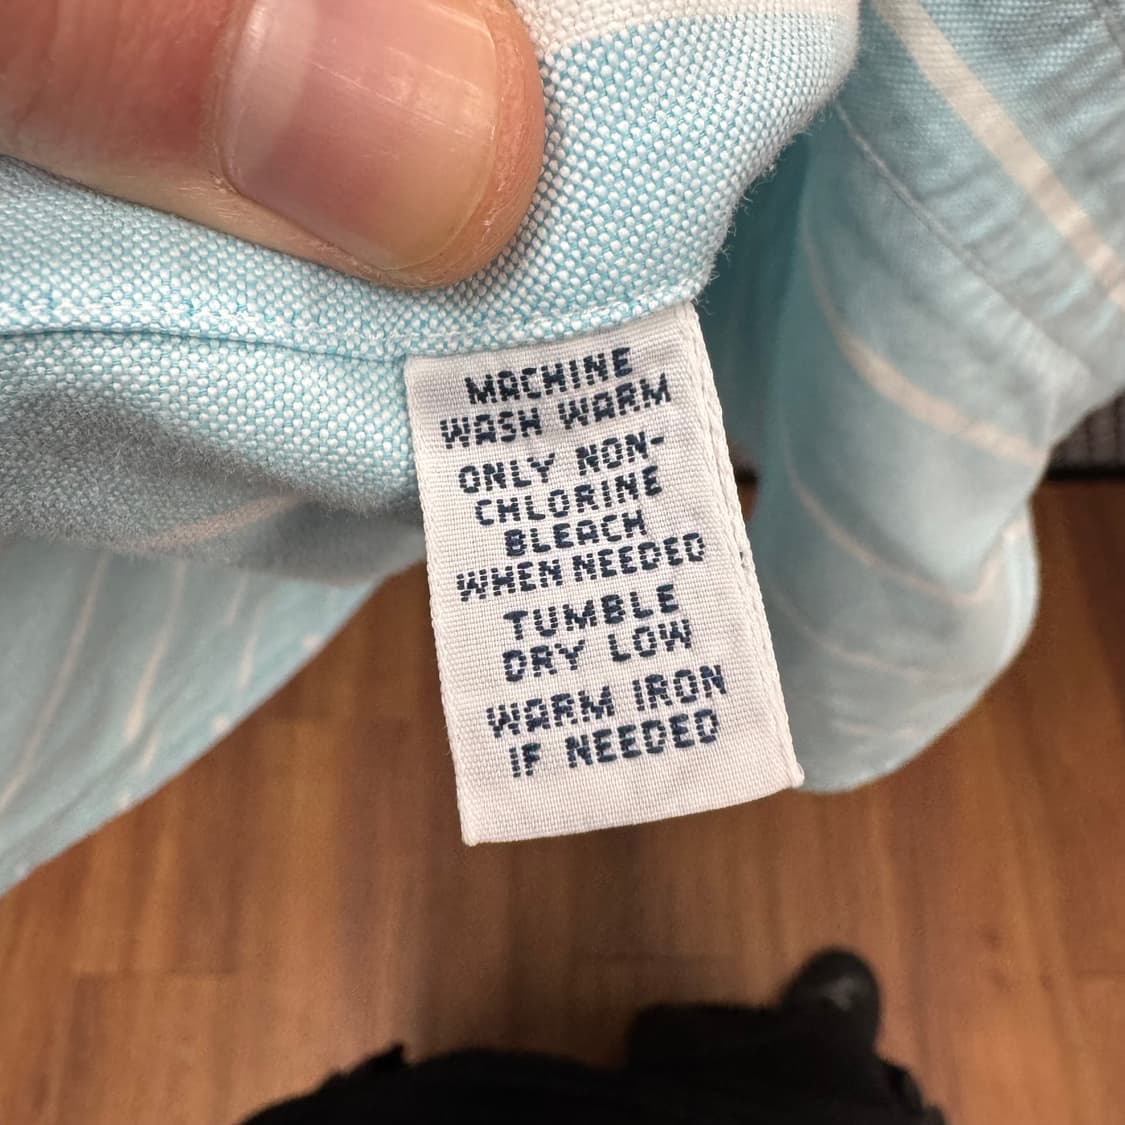 MACHINE
WASH WARM
ONLY NON-
CHLORINE
BLEACH
WHEN NEEDED
TUMBLE
DRY LOW
WARM IRON
IF NEEDED